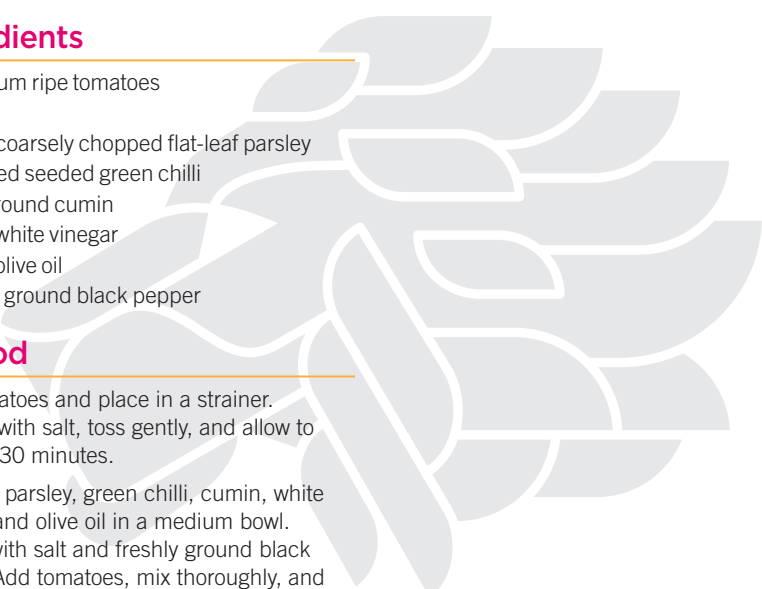 dients
um ripe tomatoes
coarsely chopped flat-leaf parsley
ed seeded green chilli
round cumin
white vinegar
olive oil
ground black pepper
od
atoes and place in a strainer.
with salt, toss gently, and allow to
30 minutes.
parsley, green chilli, cumin, white
and olive oil in a medium bowl.
with salt and freshly ground black
Add tomatoes, mix thoroughly, and